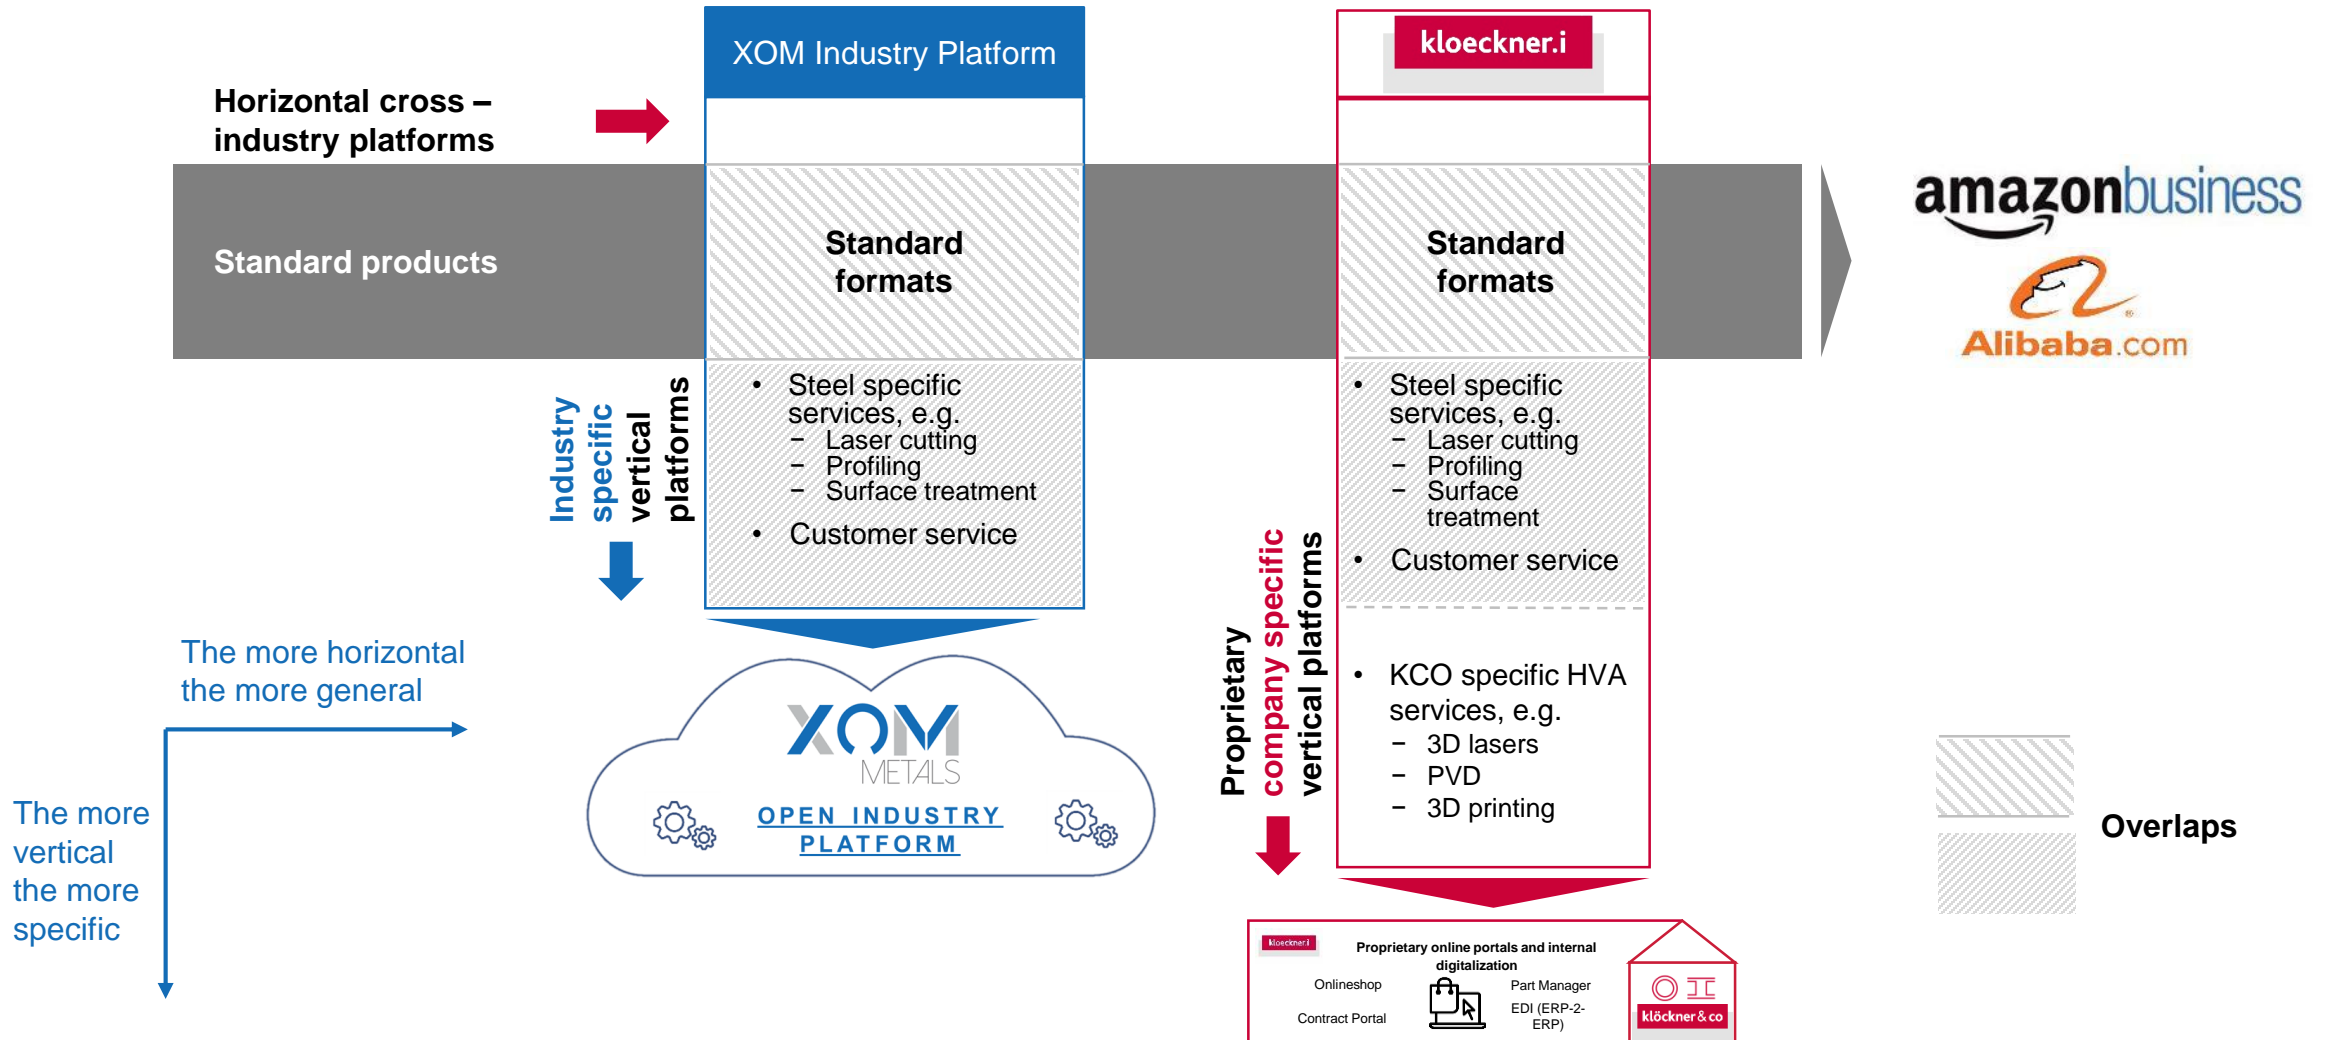 XOM Industry Platform
kloeckner.i
Horizontal cross –
industry platforms
Standard products
Standard
formats
Standard
formats
amazonbusiness
Alibaba.com
Industry
specific
vertical
platforms
• Steel specific
services, e.g.
− Laser cutting
− Profiling
− Surface treatment
• Customer service
• Steel specific
services, e.g.
− Laser cutting
− Profiling
− Surface
treatment
• Customer service
Proprietary
company specific
vertical platforms
• KCO specific HVA
services, e.g.
− 3D lasers
− PVD
− 3D printing
The more horizontal
the more general
The more
vertical
the more
specific
XOM
METALS
OPEN INDUSTRY
PLATFORM
Overlaps
kloeckner.i
Proprietary online portals and internal
digitalization
Onlineshop
Contract Portal
Part Manager
EDI (ERP-2-
ERP)
klöckner & co